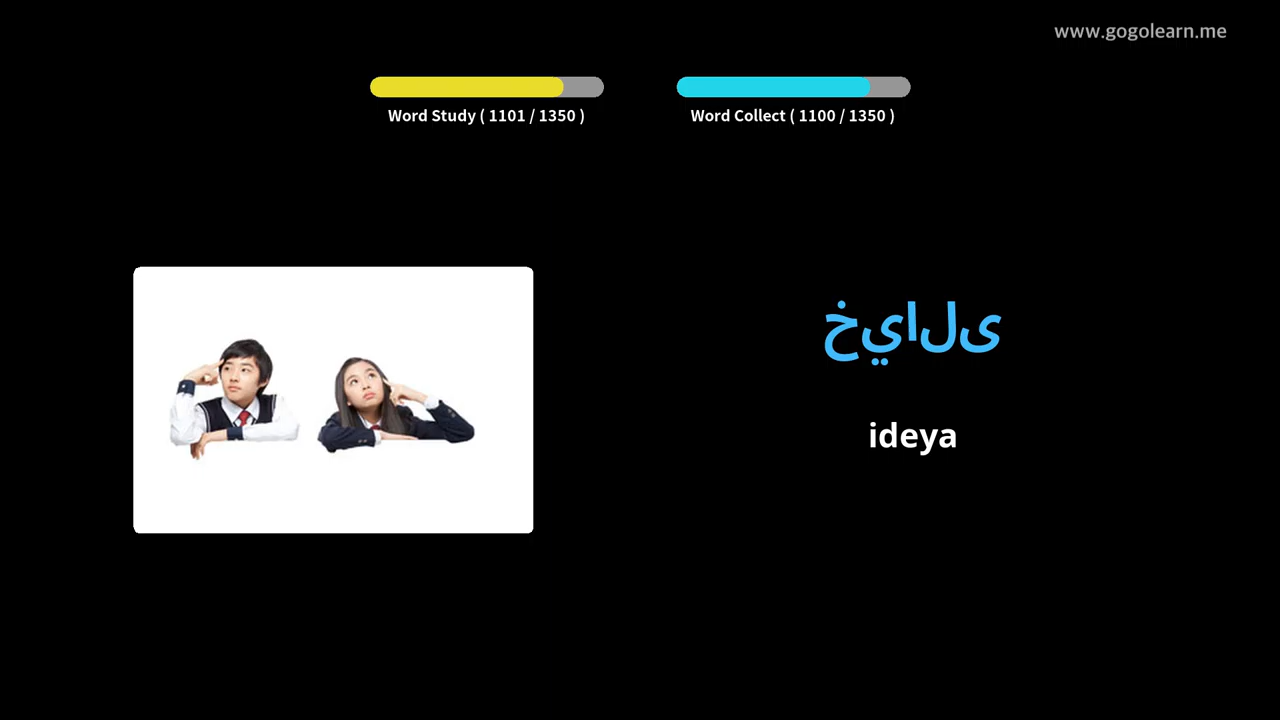 www.gogolearn.me
Word Study ( 1101 / 1350 )
Word Collect ( 1100 / 1350 )
خيالى
ideya